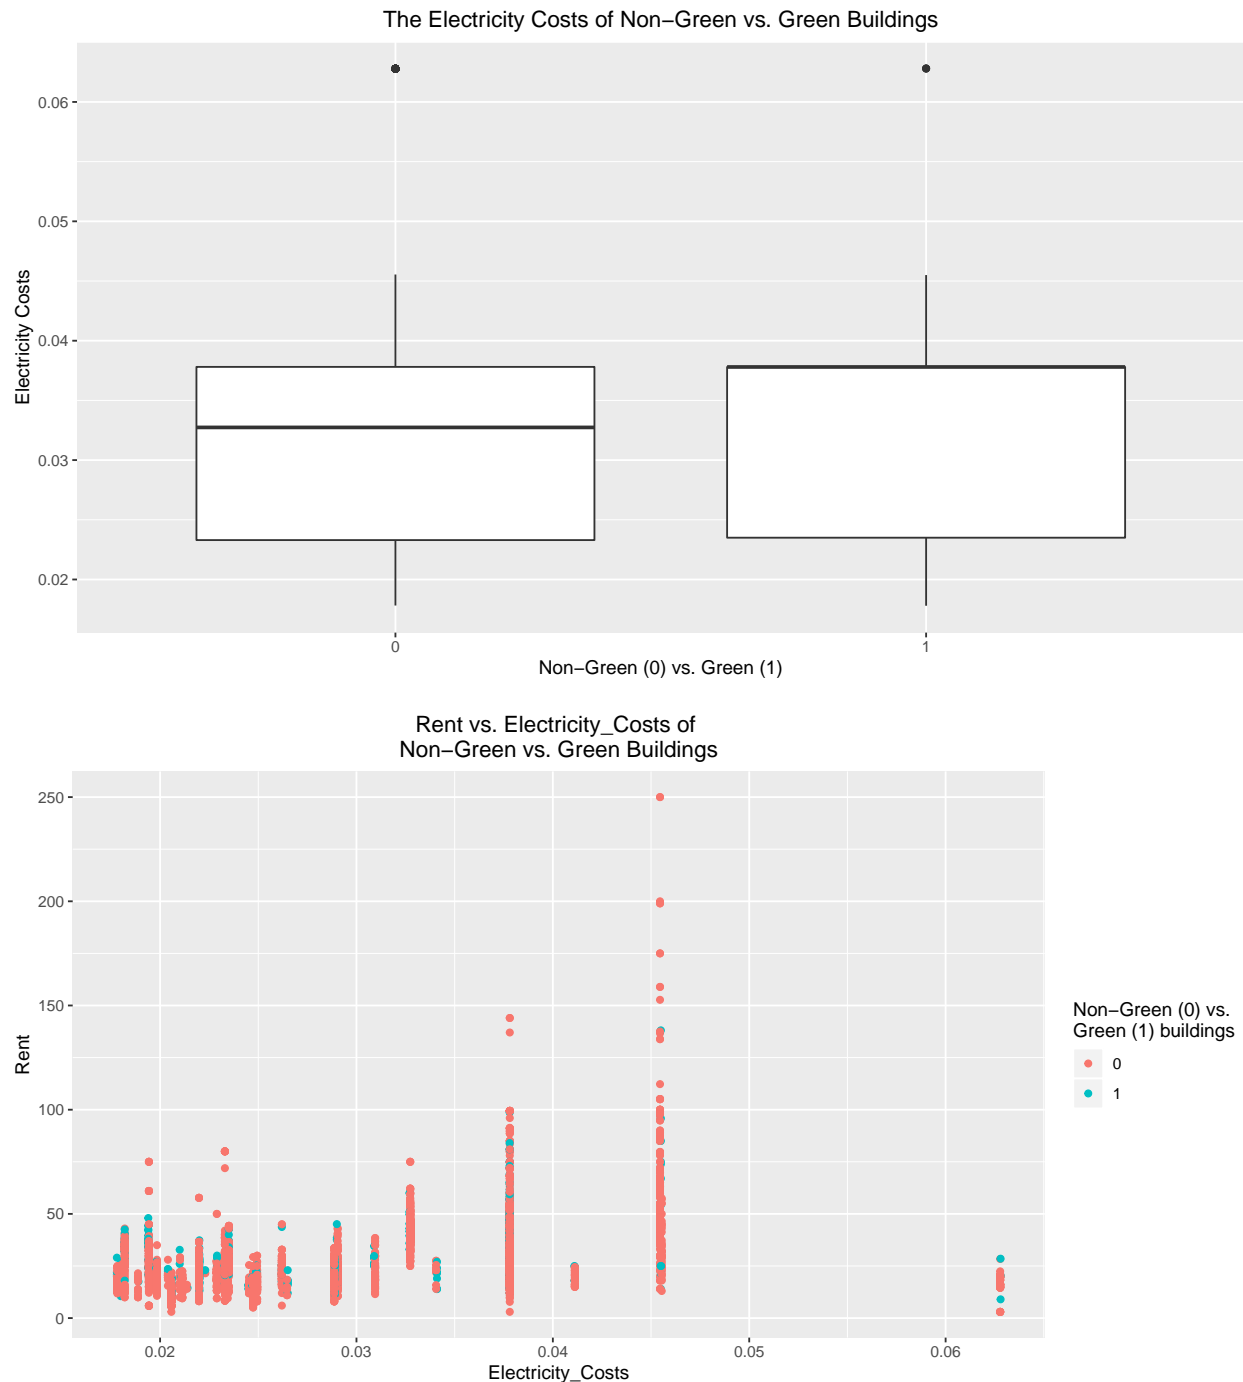 The Electricity Costs of Non−Green vs. Green Buildings
0.06
0.05
0.04
0.03
0.02
Electricity Costs
0
1
Non−Green (0) vs. Green (1)
Rent vs. Electricity_Costs of
Non−Green vs. Green Buildings
250
200
150
100
50
0
Rent
0.02
0.03
0.04
0.05
0.06
Electricity_Costs
Non−Green (0) vs.
Green (1) buildings
0
1